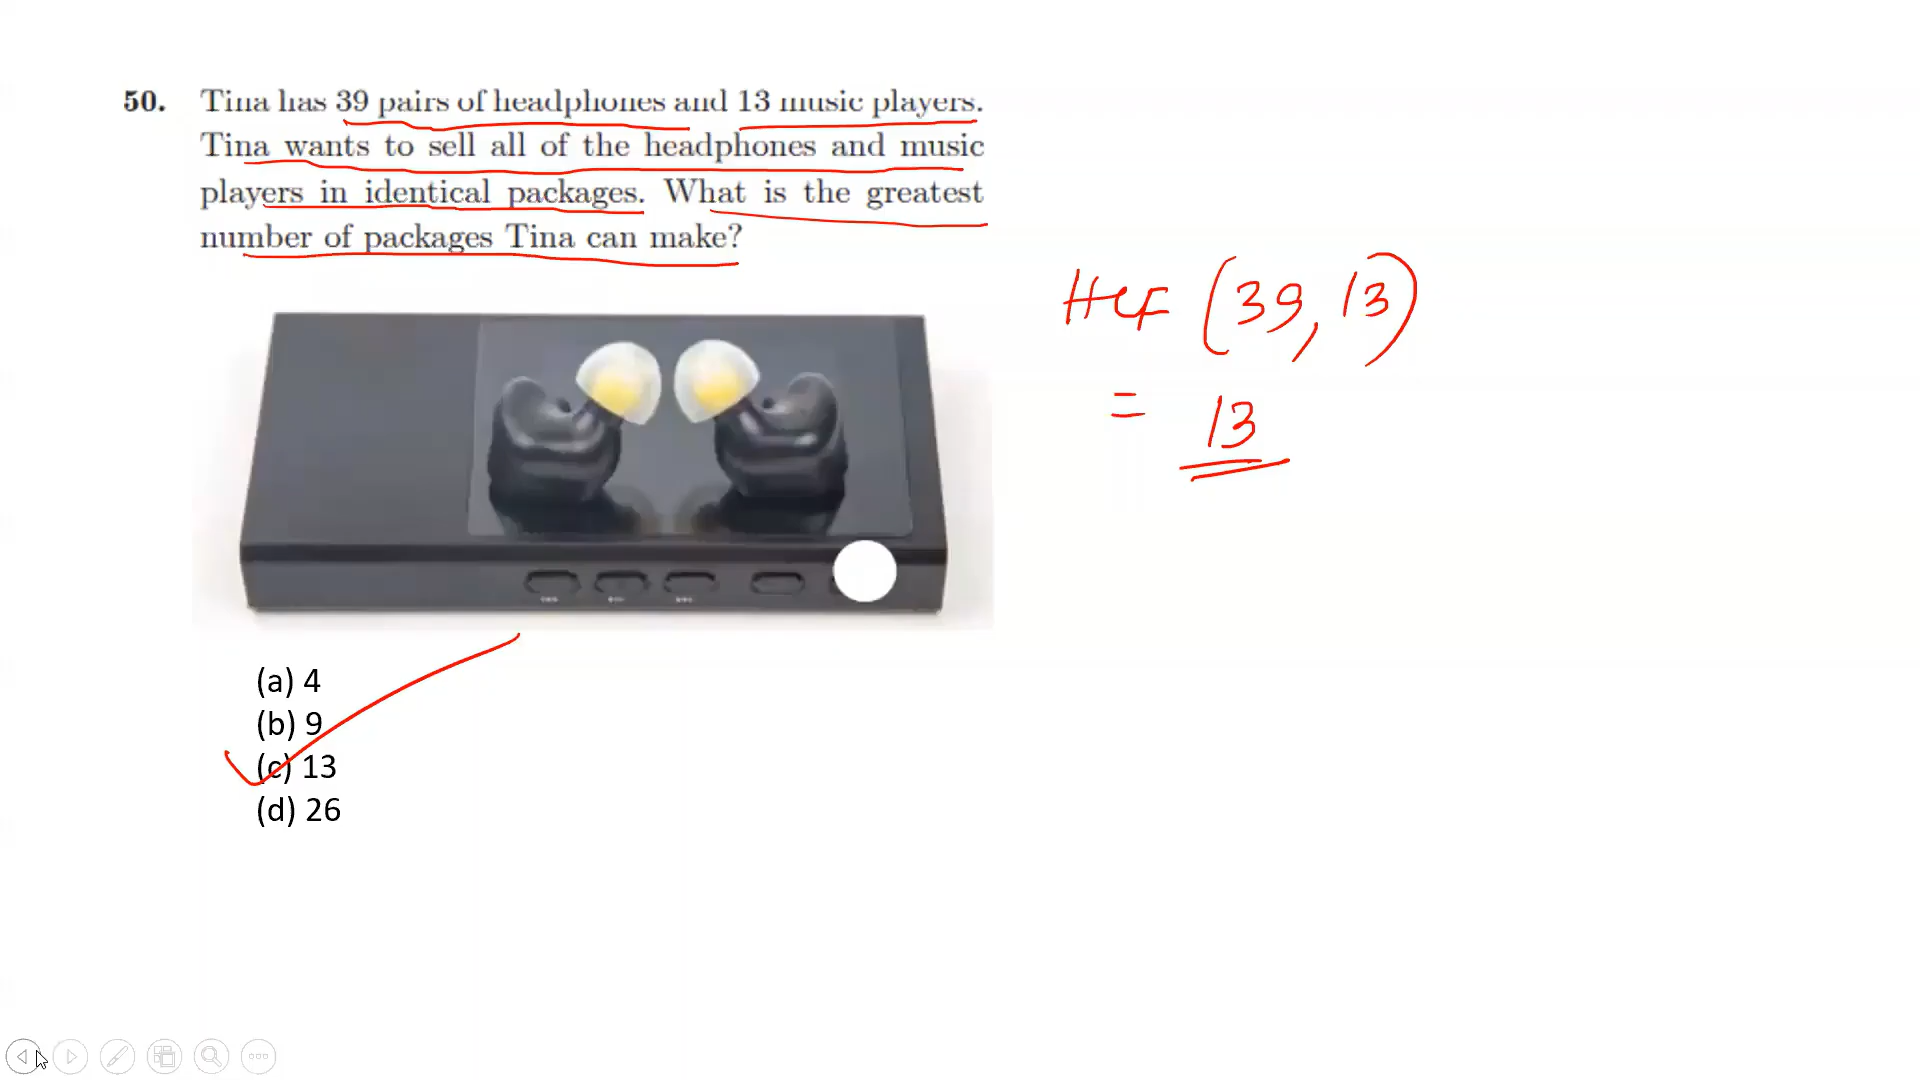 50. Tina has 39 pairs of headphones and 13 music players.
Tina wants to sell all of the headphones and music
players in identical packages. What is the greatest
number of packages Tina can make?
HCF (39, 13)
= 13
(a) 4
(b) 9
(c) 13
(d) 26